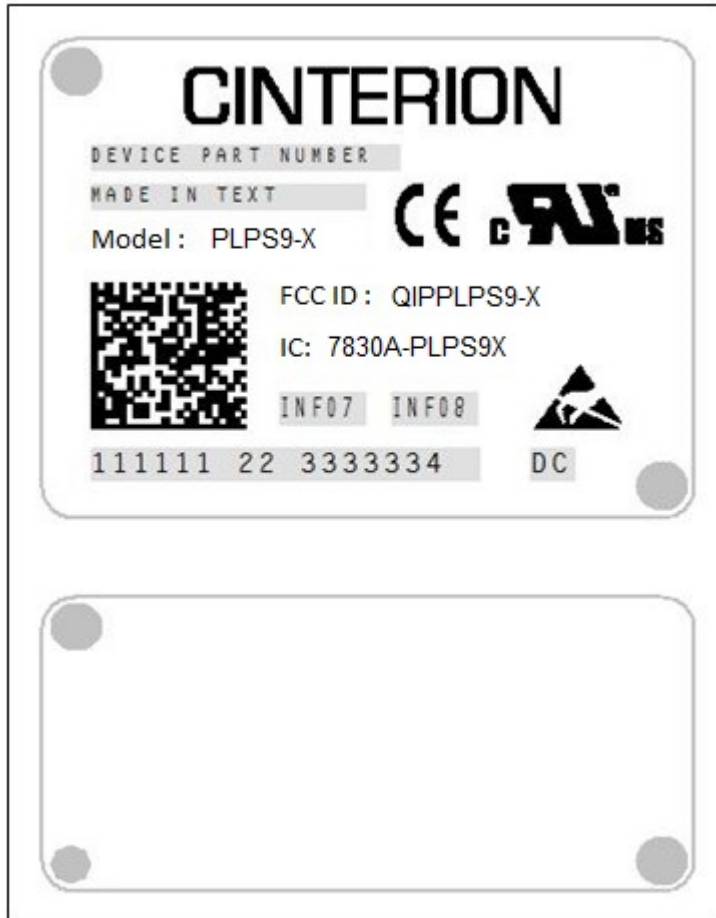 CINTERION
DEVICE PART NUMBER
MADE IN TEXT
Model : PLPS9-X
CE C UR US
FCC ID : QIPPLPS9-X
IC: 7830A-PLPS9X
INF07 INF08
111111 22 3333334 DC